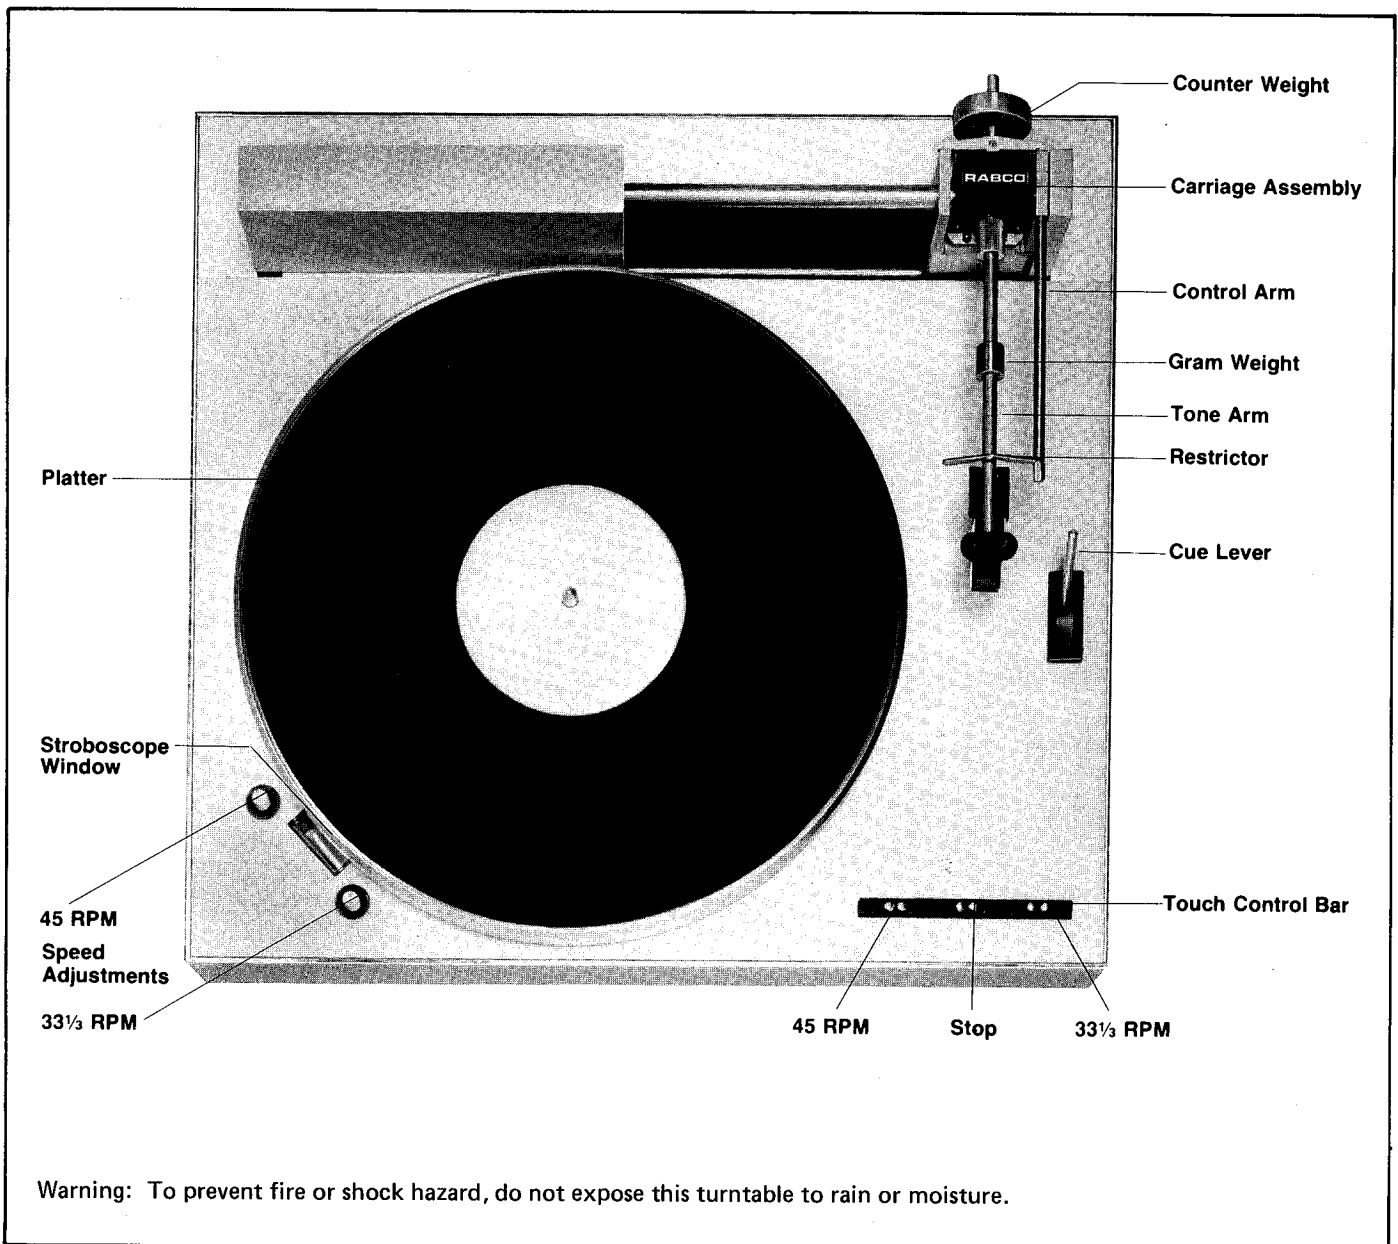 Counter Weight
RABCO
Carriage Assembly
Control Arm
Gram Weight
Tone Arm
Restrictor
Platter
Cue Lever
Stroboscope
Window
Touch Control Bar
45 RPM
Speed
Adjustments
33⅓ RPM
45 RPM
Stop
33⅓ RPM
Warning: To prevent fire or shock hazard, do not expose this turntable to rain or moisture.